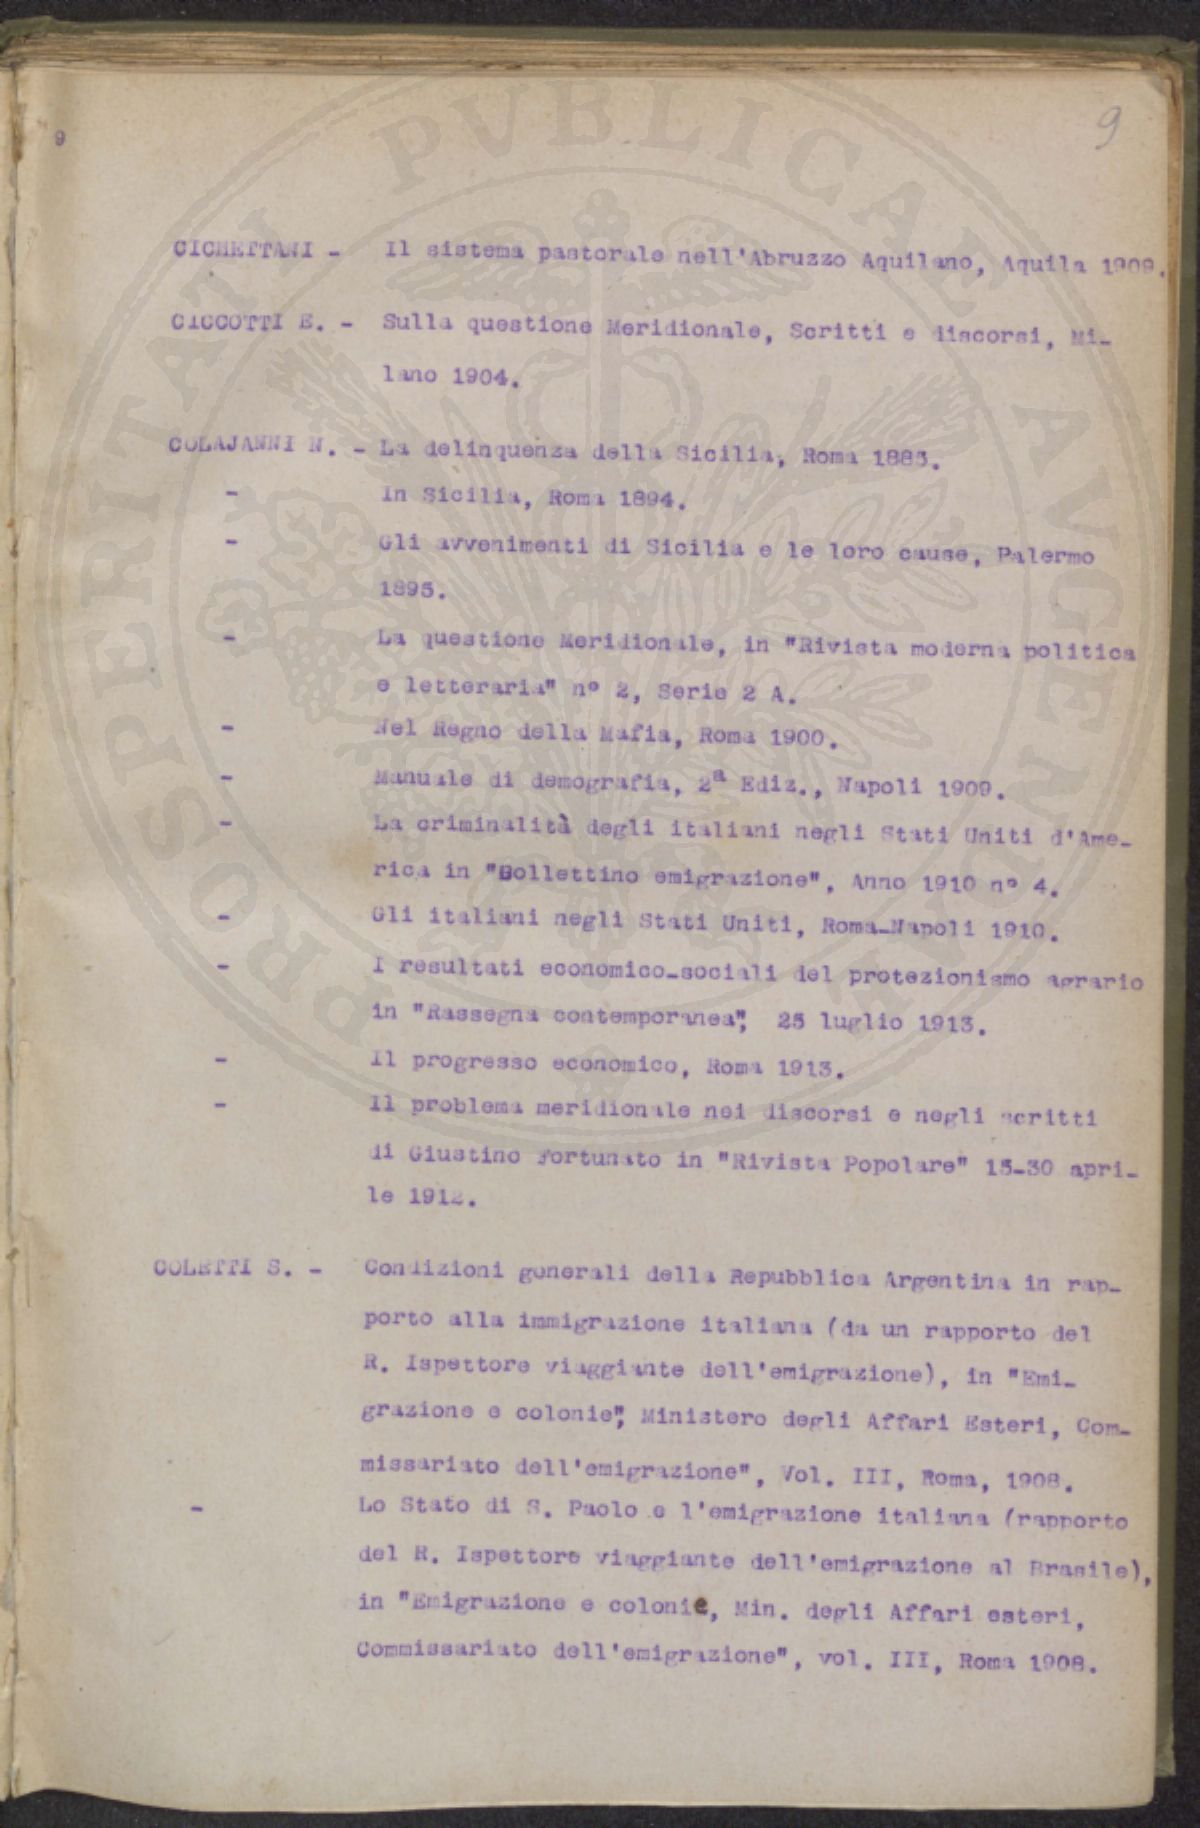 9
9
CICHETTANI - Il sistema pastorale nell'Abruzzo Aquilano, Aquila 1909.
CICCOTTI E. - Sulla questione Meridionale, Scritti e discorsi, Mi-
lano 1904.
COLAJANNI N. - La delinquenza della Sicilia, Roma 1885.
- In Sicilia, Roma 1894.
- Gli avvenimenti di Sicilia e le loro cause, Palermo
1895.
- La questione Meridionale, in "Rivista moderna politica
e letteraria" n° 2, Serie 2 A.
- Nel Regno della Mafia, Roma 1900.
- Manuale di demografia, 2ª Ediz., Napoli 1909.
- La criminalità degli italiani negli Stati Uniti d'Ame-
rica in "Bollettino emigrazione", Anno 1910 n° 4.
- Gli italiani negli Stati Uniti, Roma-Napoli 1910.
- I resultati economico-sociali del protezionismo agrario
in "Rassegna contemporanea", 25 luglio 1913.
- Il progresso economico, Roma 1913.
- Il problema meridionale nei discorsi e negli scritti
di Giustino Fortunato in "Rivista Popolare" 15-30 apri-
le 1912.
COLETTI S. - Condizioni generali della Repubblica Argentina in rap-
porto alla immigrazione italiana (da un rapporto del
R. Ispettore viaggiante dell'emigrazione), in "Emi-
grazione e colonie", Ministero degli Affari Esteri, Com-
missariato dell'emigrazione", Vol. III, Roma, 1908.
- Lo Stato di S. Paolo e l'emigrazione italiana (rapporto
del R. Ispettore viaggiante dell'emigrazione al Brasile),
in "Emigrazione e colonie, Min. degli Affari esteri,
Commissariato dell'emigrazione", vol. III, Roma 1908.
PUBLICAE AUGENDAE PROSPERITATI